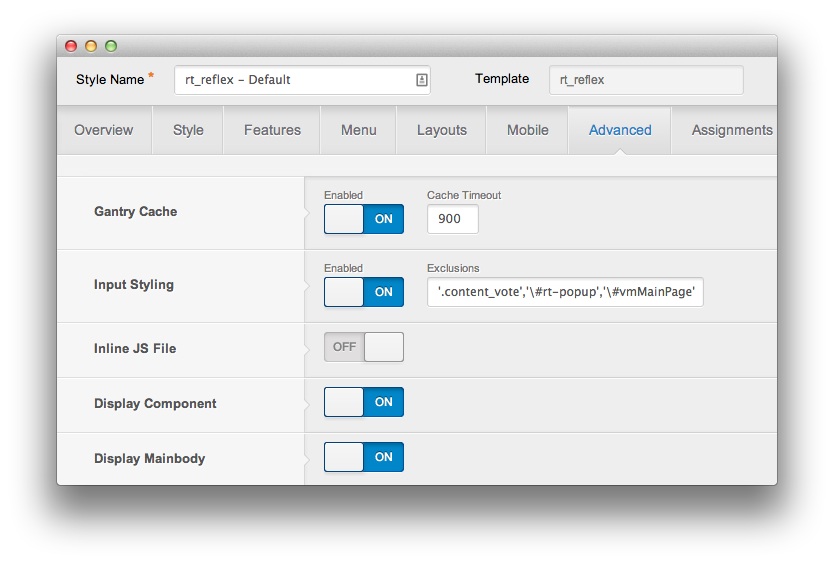 Style Name * rt_reflex – Default Template rt_reflex
Overview Style Features Menu Layouts Mobile Advanced Assignments
Enabled Cache Timeout
Gantry Cache ON 900
Enabled Exclusions
Input Styling ON '.content_vote','\#rt-popup','\#vmMainPage'
Inline JS File OFF
Display Component ON
Display Mainbody ON